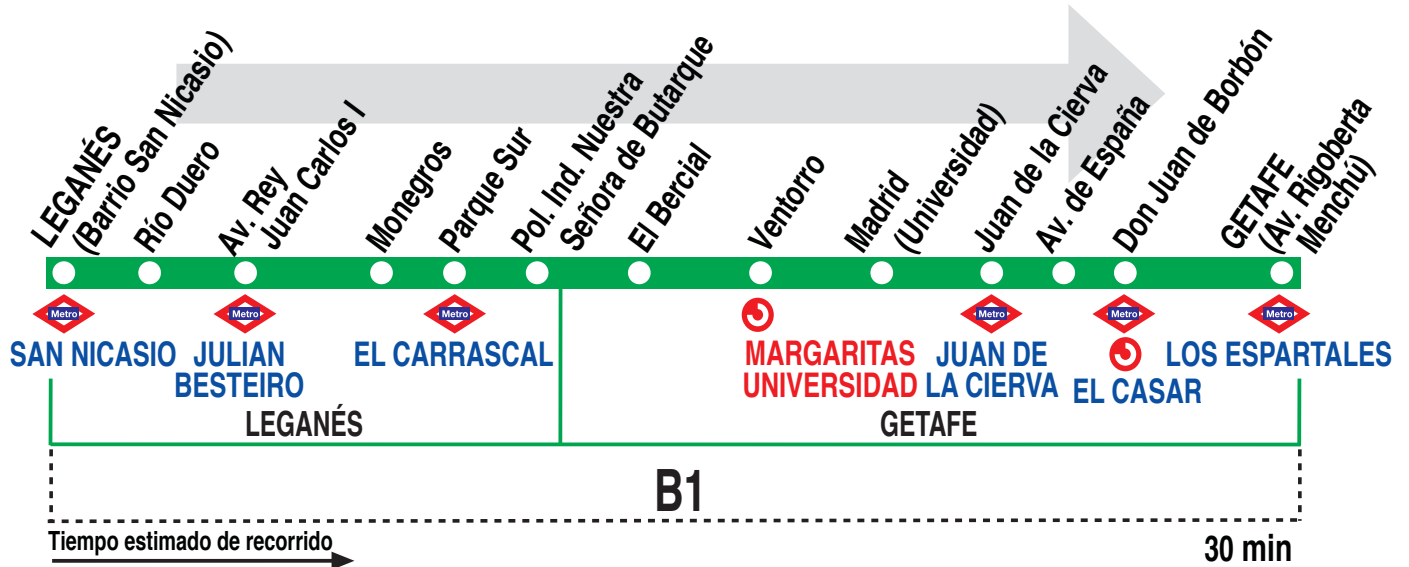 LEGANÉS
(Barrio San Nicasio)
Río Duero
Av. Rey
Juan Carlos I
Monegros
Parque Sur
Pol. Ind. Nuestra
Señora de Butarque
El Bercial
Ventorro
Madrid
(Universidad)
Juan de la Cierva
Av. de España
Don Juan de Borbón
GETAFE
(Av. Rigoberta
Menchú)
Metro
Metro
Metro
Metro
Metro
Metro
SAN NICASIO
JULIAN
BESTEIRO
EL CARRASCAL
MARGARITAS
UNIVERSIDAD
JUAN DE
LA CIERVA
EL CASAR
LOS ESPARTALES
LEGANÉS
GETAFE
B1
Tiempo estimado de recorrido
30 min